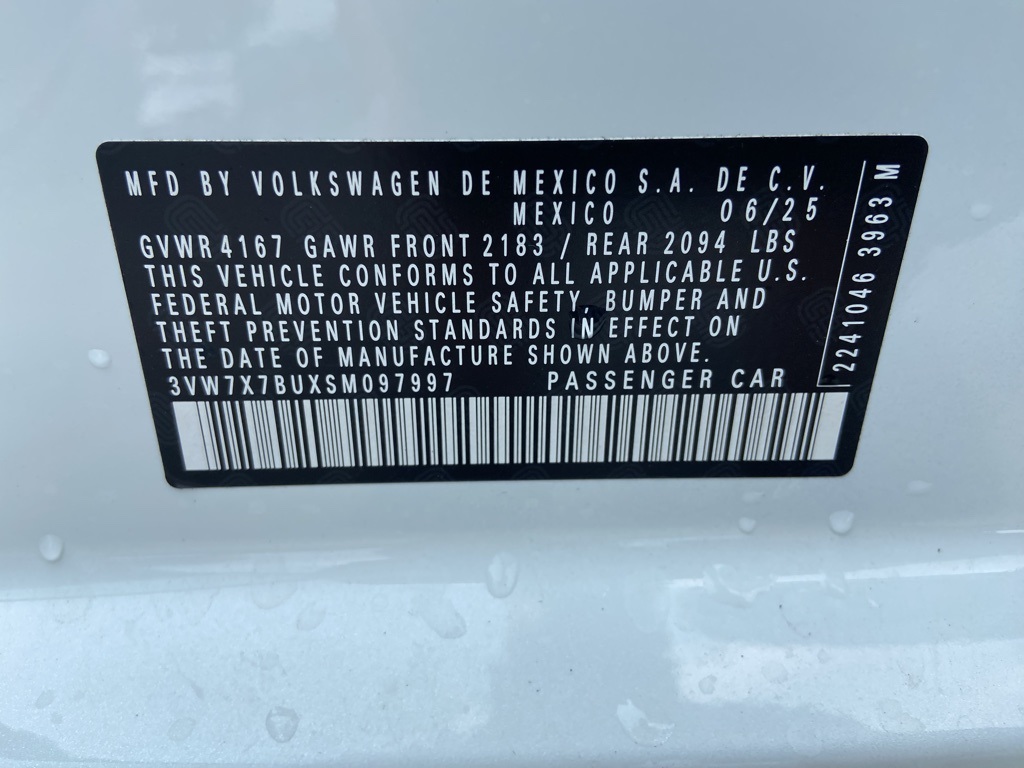 MFD BY VOLKSWAGEN DE MEXICO S.A. DE C.V.
MEXICO 06/25
GVWR 4167 GAWR FRONT 2183 / REAR 2094 LBS
THIS VEHICLE CONFORMS TO ALL APPLICABLE U.S.
FEDERAL MOTOR VEHICLE SAFETY, BUMPER AND
THEFT PREVENTION STANDARDS IN EFFECT ON
THE DATE OF MANUFACTURE SHOWN ABOVE.
3VW7X7BUXSM097997 PASSENGER CAR
2241046 3963 M